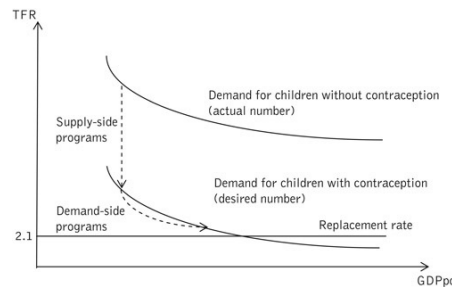 TFR
Demand for children without contraception
(actual number)
Supply-side
programs
Demand for children with contraception
(desired number)
Demand-side
programs
Replacement rate
2.1
GDPpc